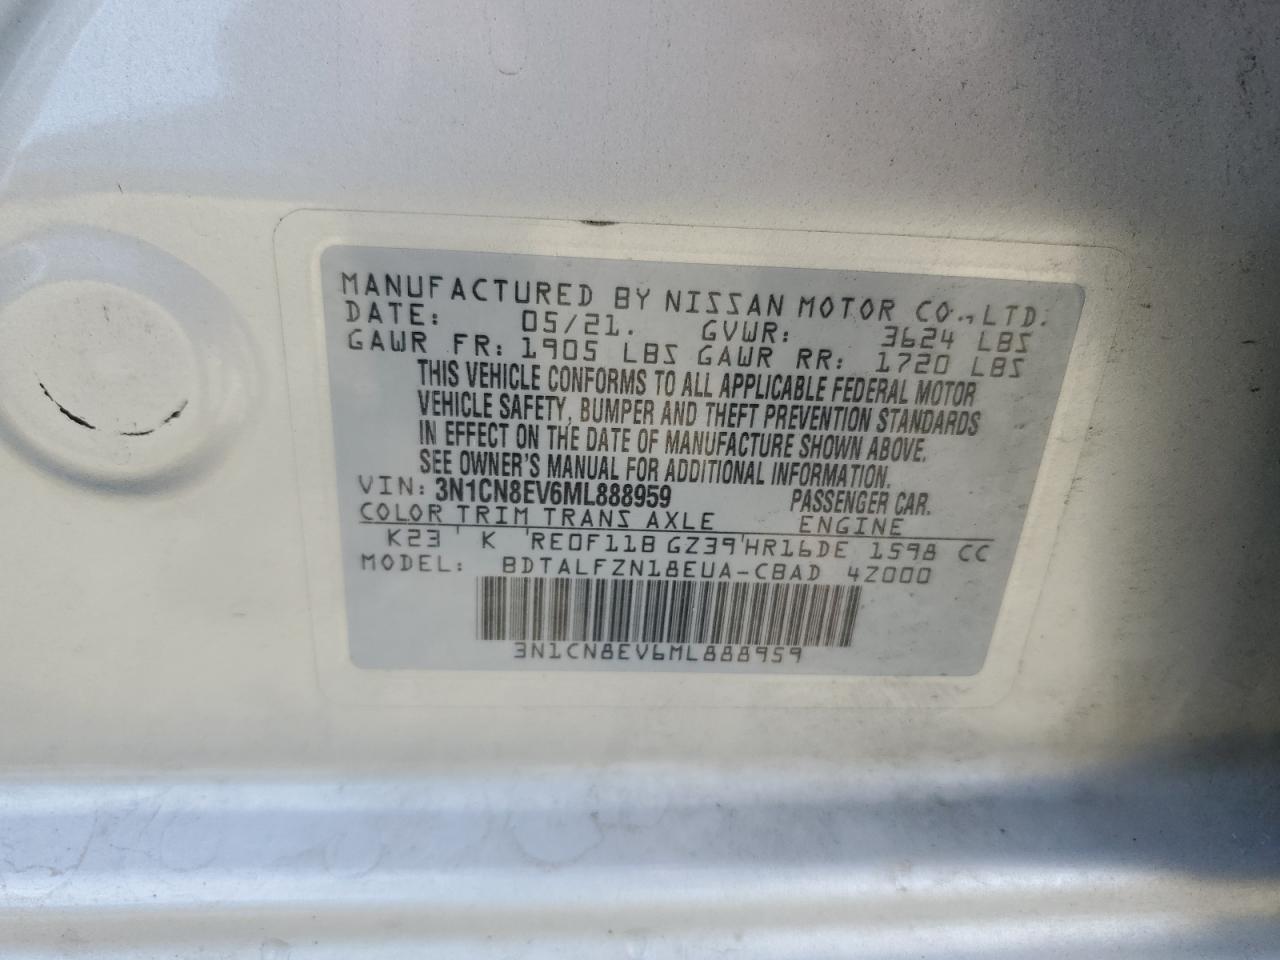 MANUFACTURED BY NISSAN MOTOR CO., LTD.
DATE: 05/21. GVWR: 3624 LBS
GAWR FR: 1905 LBS GAWR RR: 1720 LBS
THIS VEHICLE CONFORMS TO ALL APPLICABLE FEDERAL MOTOR
VEHICLE SAFETY, BUMPER AND THEFT PREVENTION STANDARDS
IN EFFECT ON THE DATE OF MANUFACTURE SHOWN ABOVE.
SEE OWNER'S MANUAL FOR ADDITIONAL INFORMATION.
VIN: 3N1CN8EV6ML888959 PASSENGER CAR.
COLOR TRIM TRANS AXLE ENGINE
K23 ' K 'RE0F11B GZ39'HR16DE 1598 CC
MODEL: BDTALFZN18EUA-CBAD 4Z000
3N1CN8EV6ML888959